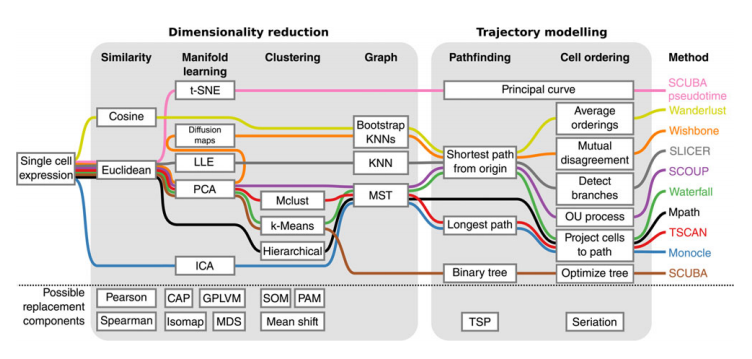 Dimensionality reduction
Trajectory modelling
Similarity
Manifold
learning
Clustering
Graph
Pathfinding
Cell ordering
Method
t-SNE
Principal curve
SCUBA
pseudotime
Cosine
Average
orderings
Wanderlust
Diffusion
maps
Bootstrap
KNNs
Mutual
disagreement
Wishbone
Single cell
expression
Euclidean
LLE
KNN
Shortest path
from origin
SLICER
PCA
Detect
branches
SCOUP
Mclust
MST
Waterfall
k-Means
Longest path
OU process
Mpath
Hierarchical
Project cells
to path
TSCAN
Monocle
ICA
Binary tree
Optimize tree
SCUBA
Possible
replacement
components
Pearson
CAP
GPLVM
SOM
PAM
Spearman
Isomap
MDS
Mean shift
TSP
Seriation